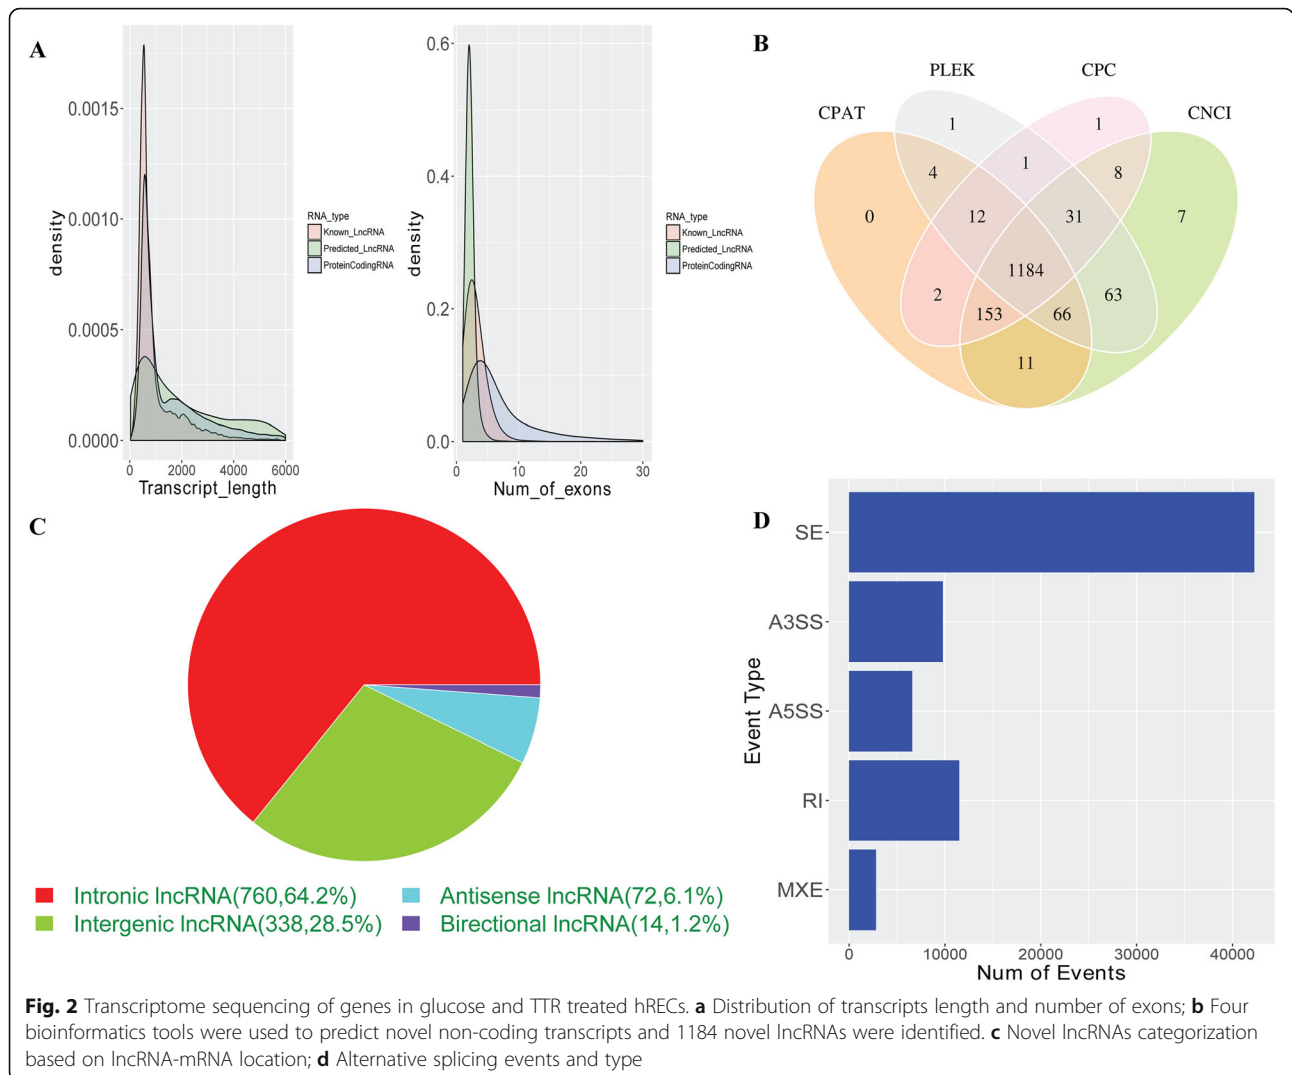 A
0.0015
0.0010
0.0005
0.0000
density
0 2000 4000 6000
Transcript_length
RNA_type
Known_LncRNA
Predicted_LncRNA
ProteinCodingRNA
0.6
0.4
0.2
0.0
density
0 10 20 30
Num_of_exons
RNA_type
Known_LncRNA
Predicted_LncRNA
ProteinCodingRNA
B
PLEK CPC
CPAT CNCI
1 1
4 1 8
0 12 31 7
1184
2 153 66 63
11
C
Intronic lncRNA(760,64.2%)
Intergenic lncRNA(338,28.5%)
Antisense lncRNA(72,6.1%)
Birectional lncRNA(14,1.2%)
D
Event Type
SE
A3SS
A5SS
RI
MXE
0 10000 20000 30000 40000
Num of Events
Fig. 2 Transcriptome sequencing of genes in glucose and TTR treated hRECs. a Distribution of transcripts length and number of exons; b Four
bioinformatics tools were used to predict novel non-coding transcripts and 1184 novel lncRNAs were identified. c Novel lncRNAs categorization
based on lncRNA-mRNA location; d Alternative splicing events and type